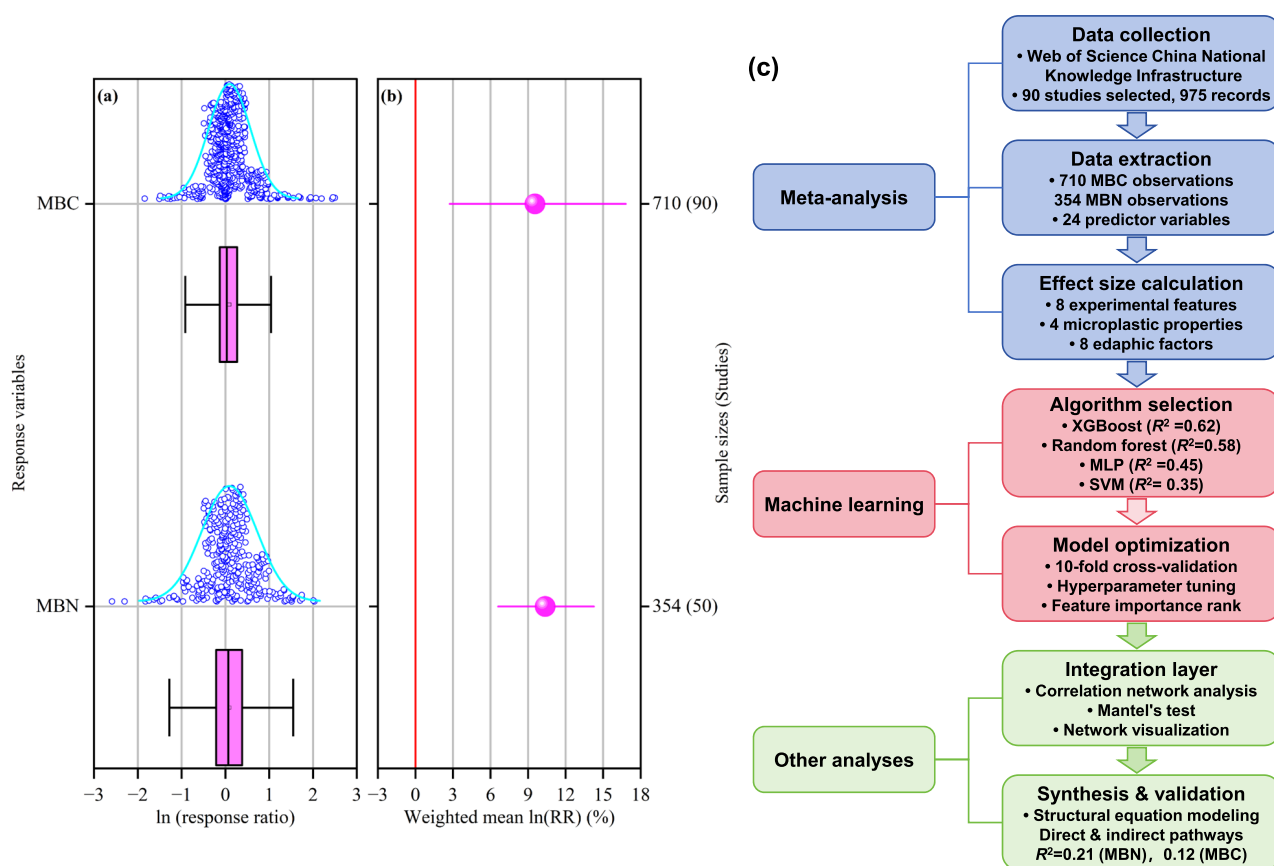 (a)
(b)
(c)
Response variables
MBC
MBN
−3
−2
−1
0
1
2
3
ln (response ratio)
−3
0
3
6
9
12
15
18
Weighted mean ln(RR) (%)
710 (90)
354 (50)
Sample sizes (Studies)
Meta-analysis
Data collection
• Web of Science China National
Knowledge Infrastructure
• 90 studies selected, 975 records
Data extraction
• 710 MBC observations
354 MBN observations
• 24 predictor variables
Effect size calculation
• 8 experimental features
• 4 microplastic properties
• 8 edaphic factors
Machine learning
Algorithm selection
• XGBoost (R² =0.62)
• Random forest (R²=0.58)
• MLP (R² =0.45)
• SVM (R²= 0.35)
Model optimization
• 10-fold cross-validation
• Hyperparameter tuning
• Feature importance rank
Other analyses
Integration layer
• Correlation network analysis
• Mantel's test
• Network visualization
Synthesis & validation
• Structural equation modeling
Direct & indirect pathways
R²=0.21 (MBN), 0.12 (MBC)